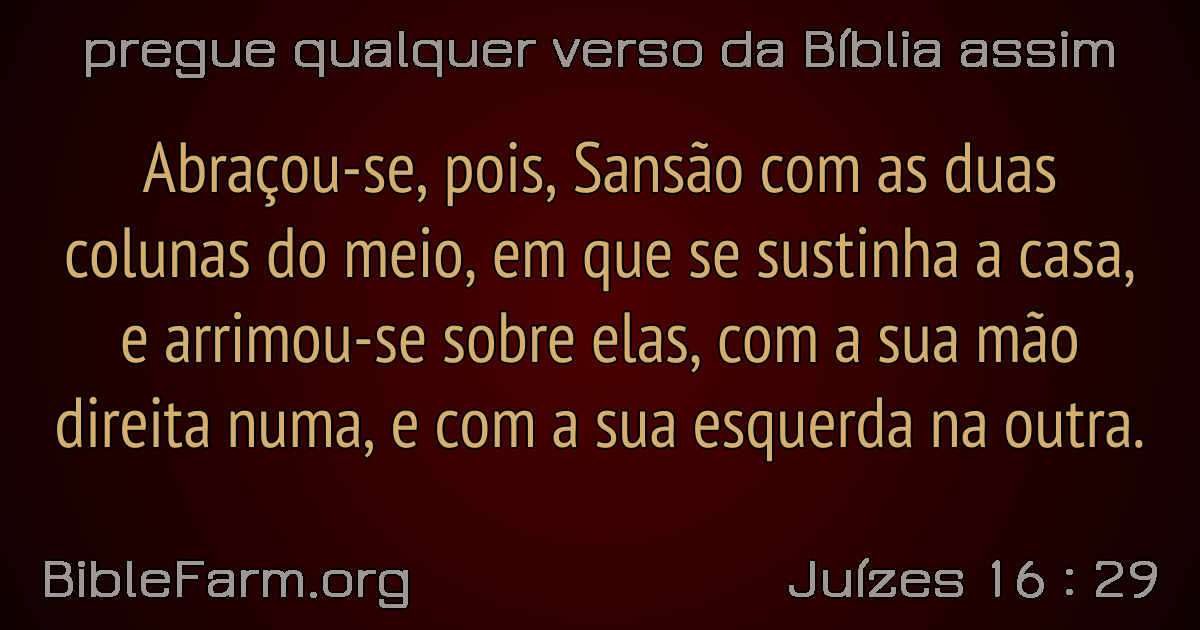 pregue qualquer verso da Bíblia assim
Abraçou-se, pois, Sansão com as duas
colunas do meio, em que se sustinha a casa,
e arrimou-se sobre elas, com a sua mão
direita numa, e com a sua esquerda na outra.
BibleFarm.org
Juízes 16 : 29